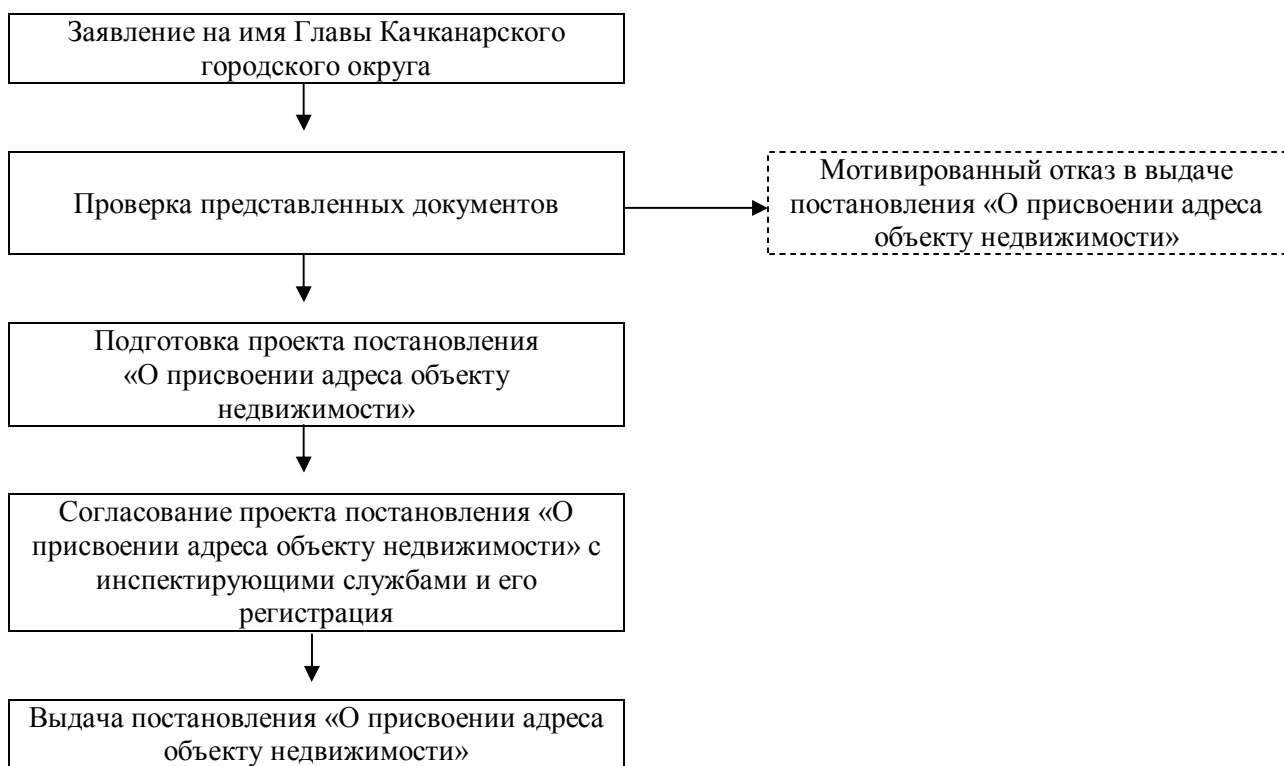 Заявление на имя Главы Качканарского
городского округа
Проверка представленных документов
Мотивированный отказ в выдаче
постановления «О присвоении адреса
объекту недвижимости»
Подготовка проекта постановления
«О присвоении адреса объекту
недвижимости»
Согласование проекта постановления «О
присвоении адреса объекту недвижимости» с
инспектирующими службами и его
регистрация
Выдача постановления «О присвоении адреса
объекту недвижимости»